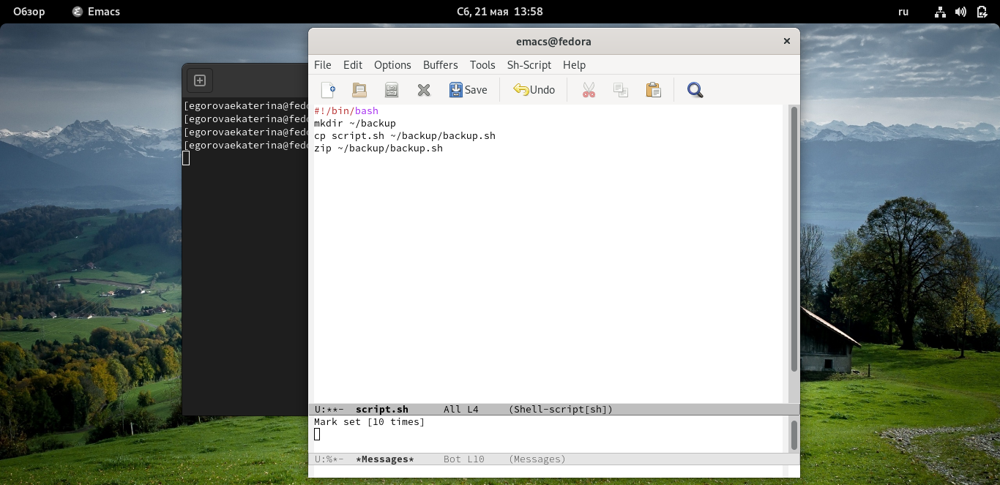 Обзор Emacs Сб, 21 мая 13:58 ru
emacs@fedora ×
File Edit Options Buffers Tools Sh-Script Help
Save Undo
[egorovaekaterina@fedo
[egorovaekaterina@fedo
[egorovaekaterina@fedo
[egorovaekaterina@fedo
#!/bin/bash
mkdir ~/backup
cp script.sh ~/backup/backup.sh
zip ~/backup/backup.sh
U:**- script.sh All L4 (Shell-script[sh])
Mark set [10 times]
U:%*- *Messages* Bot L10 (Messages)